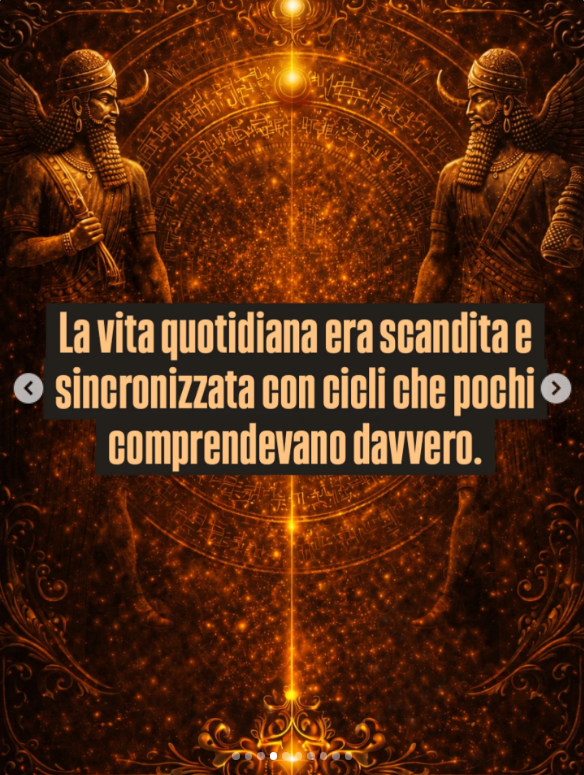 La vita quotidiana era scandita e
sincronizzata con cicli che pochi
comprendevano davvero.